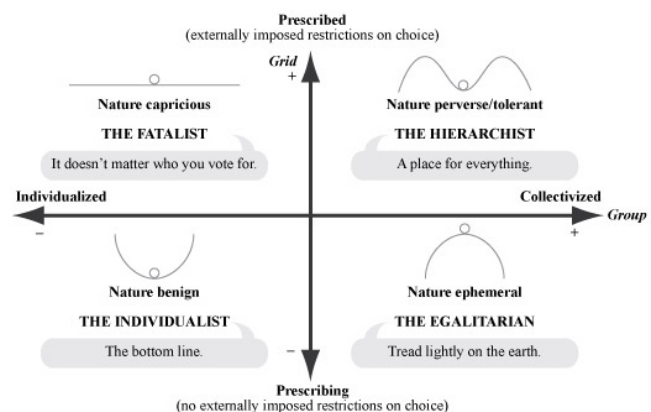 Prescribed
(externally imposed restrictions on choice)
Grid
+
Nature capricious
THE FATALIST
It doesn't matter who you vote for.
Nature perverse/tolerant
THE HIERARCHIST
A place for everything.
Individualized
Collectivized
Group
–
+
Nature benign
THE INDIVIDUALIST
The bottom line.
Nature ephemeral
THE EGALITARIAN
Tread lightly on the earth.
–
Prescribing
(no externally imposed restrictions on choice)